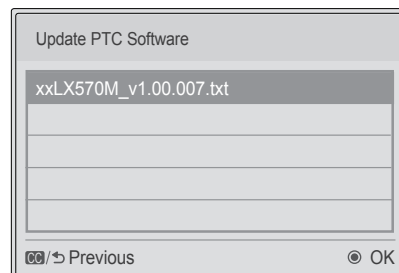 Update PTC Software
xxLX570M_v1.00.007.txt
CC/⮌ Previous ◉ OK